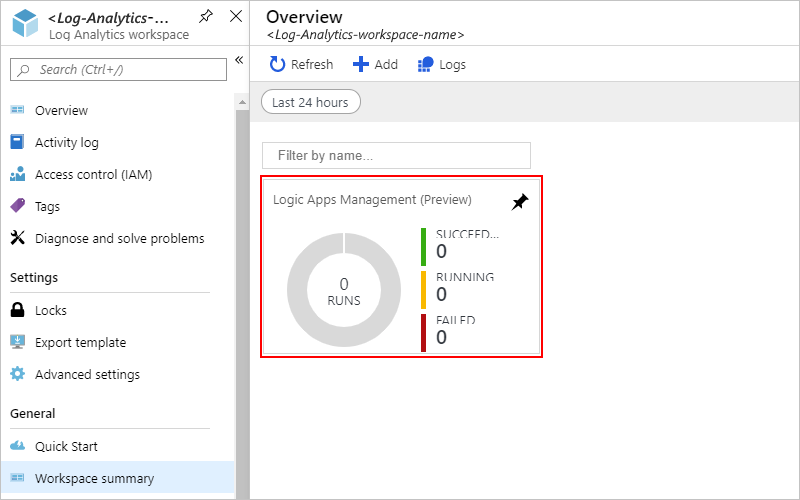 <Log-Analytics-...
Log Analytics workspace
Search (Ctrl+/)
«
Overview
Activity log
Access control (IAM)
Tags
Diagnose and solve problems
Settings
Locks
Export template
Advanced settings
General
Quick Start
Workspace summary
Overview
<Log-Analytics-workspace-name>
Refresh
Add
Logs
Last 24 hours
Filter by name...
Logic Apps Management (Preview)
0
RUNS
SUCCEED...
0
RUNNING
0
FAILED
0